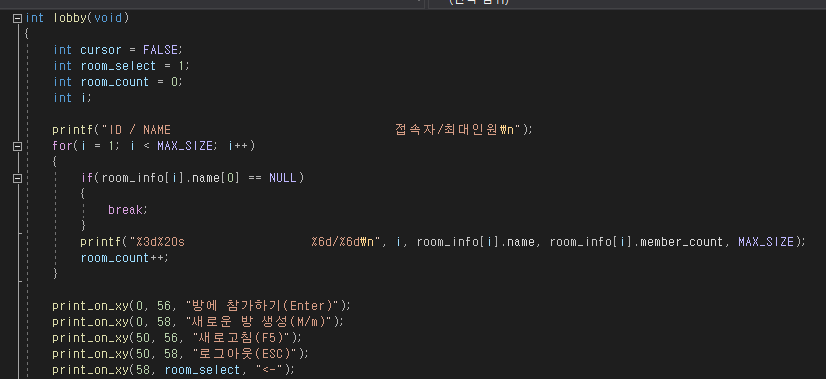 int lobby(void)
{
    int cursor = FALSE;
    int room_select = 1;
    int room_count = 0;
    int i;
    printf("ID / NAME                                접속자/최대인원₩n");
    for(i = 1; i < MAX_SIZE; i++)
    {
        if(room_info[i].name[0] == NULL)
        {
            break;
        }
        printf("%3d%20s                  %6d/%6d₩n", i, room_info[i].name, room_info[i].member_count, MAX_SIZE);
        room_count++;
    }
    print_on_xy(0, 56, "방에 참가하기(Enter)");
    print_on_xy(0, 58, "새로운 방 생성(M/m)");
    print_on_xy(50, 56, "새로고침(F5)");
    print_on_xy(50, 58, "로그아웃(ESC)");
    print_on_xy(58, room_select, "<-");